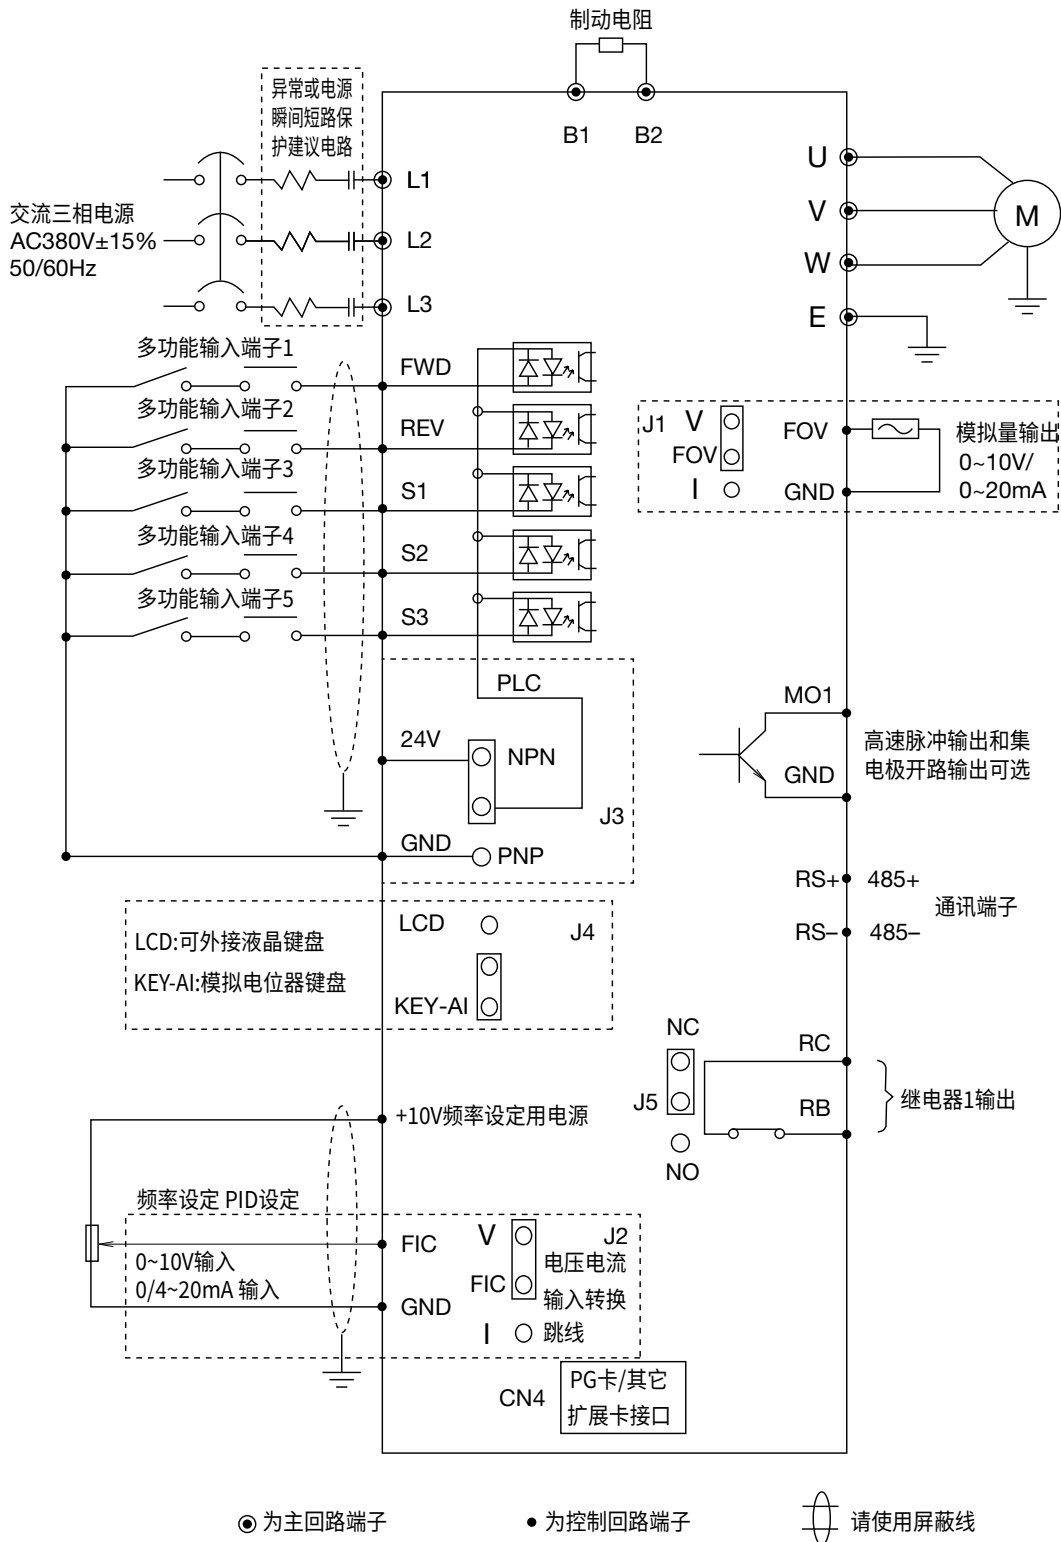 制动电阻
异常或电源
瞬间短路保
护建议电路
B1
B2
L1
L2
L3
交流三相电源
AC380V±15%
50/60Hz
U
V
W
E
M
多功能输入端子1
多功能输入端子2
多功能输入端子3
多功能输入端子4
多功能输入端子5
FWD
REV
S1
S2
S3
J1
V
FOV
I
FOV
GND
模拟量输出
0~10V/
0~20mA
PLC
24V
NPN
J3
GND
PNP
MO1
GND
高速脉冲输出和集
电极开路输出可选
RS+
485+
RS–
485–
通讯端子
LCD:可外接液晶键盘
KEY-AI:模拟电位器键盘
LCD
J4
KEY-AI
NC
J5
NO
RC
RB
继电器1输出
+10V频率设定用电源
频率设定 PID设定
0~10V输入
0/4~20mA 输入
FIC
GND
V
FIC
I
J2
电压电流
输入转换
跳线
CN4
PG卡/其它
扩展卡接口
为主回路端子
为控制回路端子
请使用屏蔽线